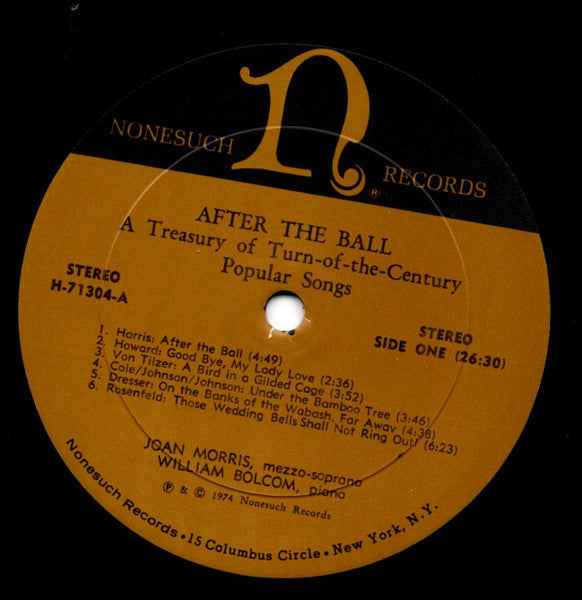 n
NONESUCH RECORDS ®
AFTER THE BALL
A Treasury of Turn-of-the-Century
Popular Songs
STEREO
H-71304-A
STEREO
SIDE ONE (26:30)
1. Horris: After the Ball (4:49)
2. Howard: Good Bye, My Lady Love (2:36)
3. Von Tilzer: A Bird in a Gilded Cage (3:52)
4. Cole/Johnson/Johnson: Under the Bamboo Tree (3:46)
5. Dresser: On the Banks of the Wabash, Far Away (4:38)
6. Rosenfeld: Those Wedding Bells Shall Not Ring Out! (6:23)
JOAN MORRIS, mezzo-soprano
WILLIAM BOLCOM, piano
℗ & © 1974 Nonesuch Records
Nonesuch Records • 15 Columbus Circle • New York, N.Y.